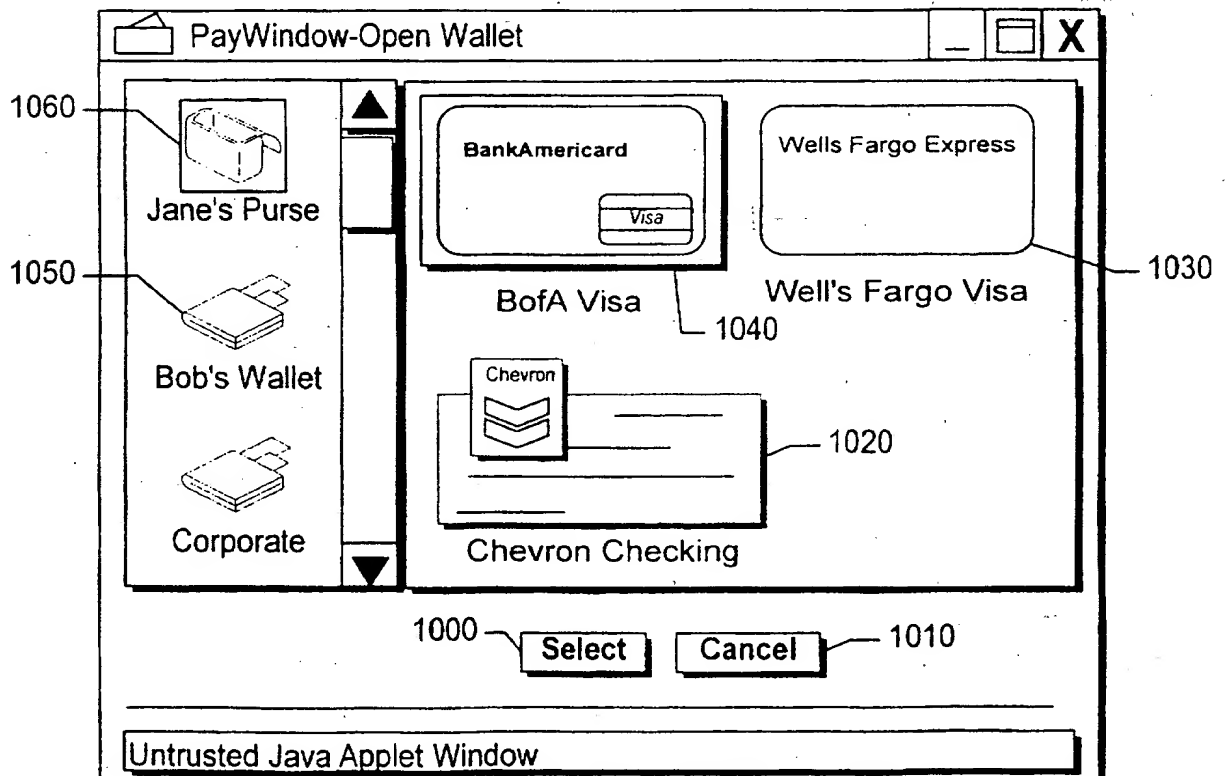 PayWindow-Open Wallet
_ X
1060
Jane's Purse
1050
Bob's Wallet
Corporate
BankAmericard
Visa
BofA Visa
1040
Wells Fargo Express
Well's Fargo Visa
1030
Chevron
1020
Chevron Checking
1000
Select
Cancel
1010
Untrusted Java Applet Window